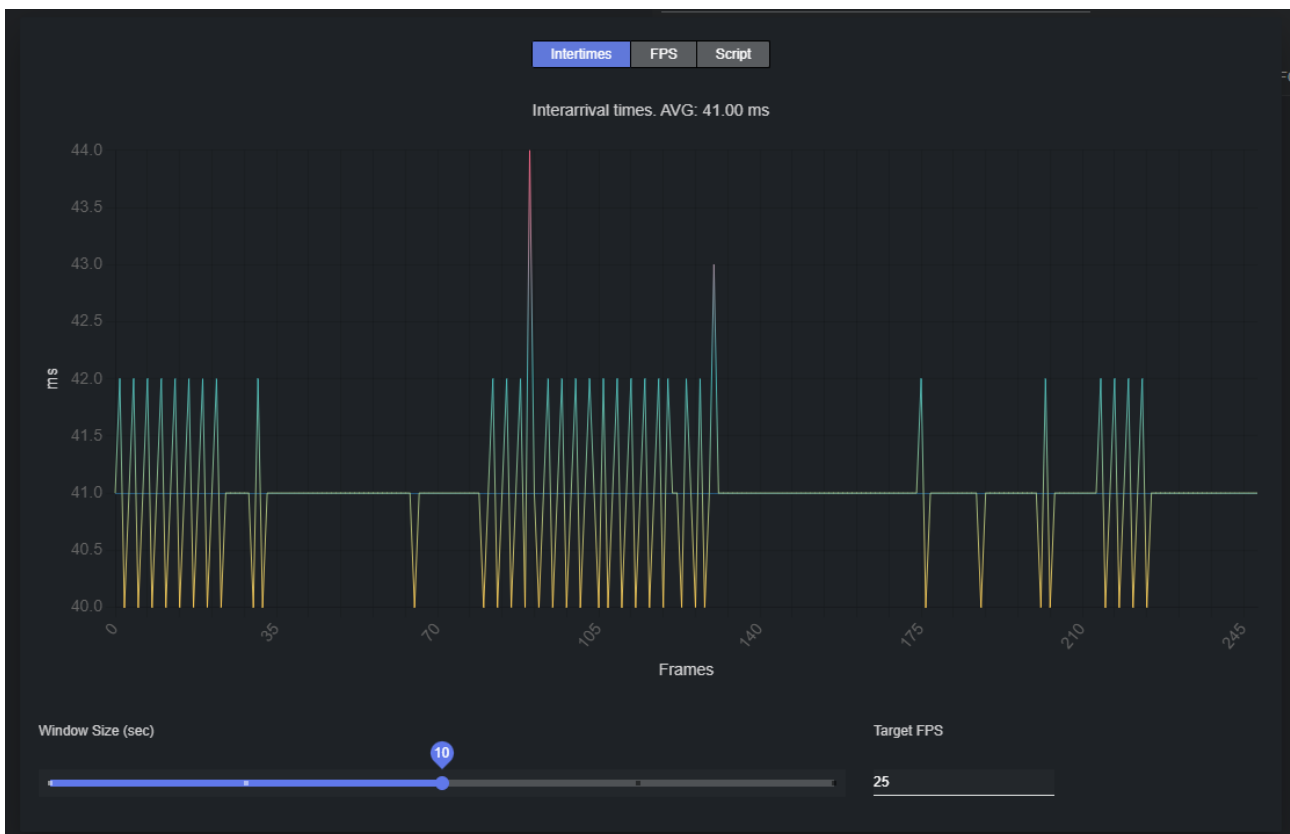 Intertimes FPS Script
Interarrival times. AVG: 41.00 ms
44.0
43.5
43.0
42.5
ms
42.0
41.5
41.0
40.5
40.0
0 35 70 105 140 175 210 245
Frames
Window Size (sec)
Target FPS
10
25